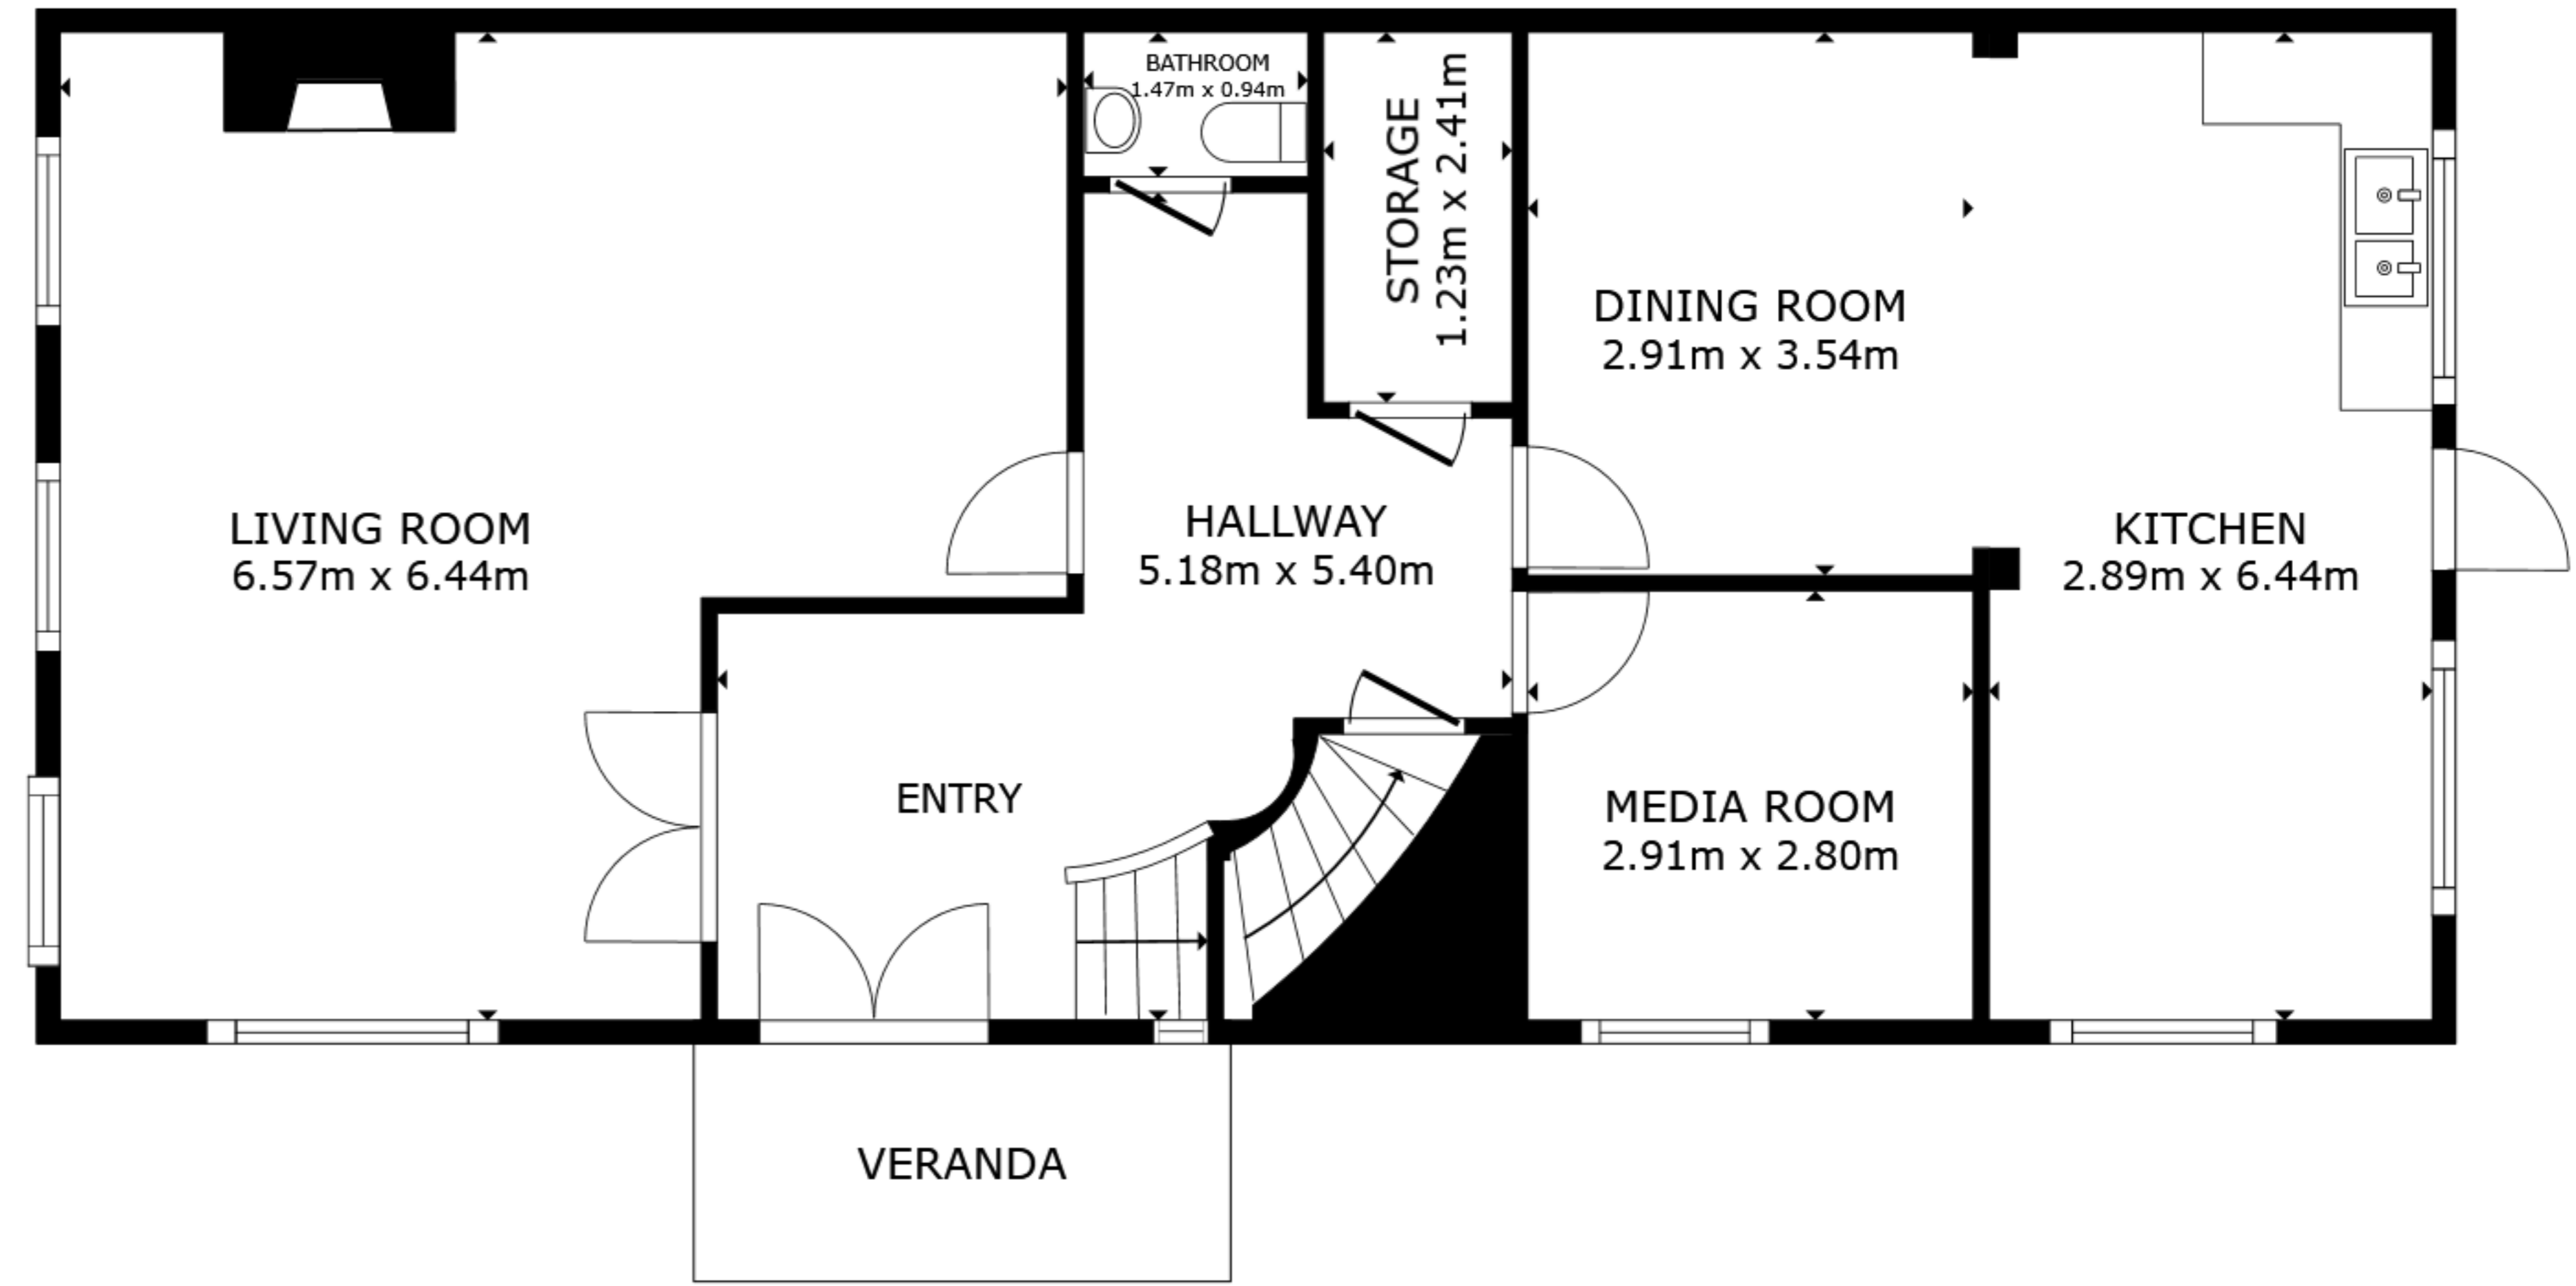 BATHROOM
1.47m x 0.94m
STORAGE
1.23m x 2.41m
DINING ROOM
2.91m x 3.54m
LIVING ROOM
6.57m x 6.44m
HALLWAY
5.18m x 5.40m
KITCHEN
2.89m x 6.44m
ENTRY
MEDIA ROOM
2.91m x 2.80m
VERANDA